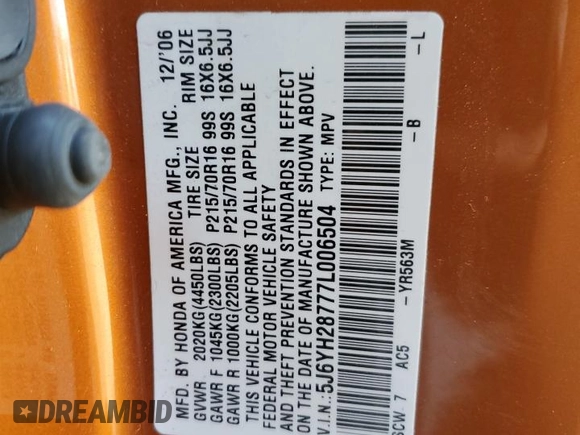 MFD. BY HONDA OF AMERICA MFG., INC. 12/'06
GVWR 2020KG(4450LBS) TIRE SIZE RIM SIZE
GAWR F 1045KG(2300LBS) P215/70R16 99S 16X6.5JJ
GAWR R 1000KG(2205LBS) P215/70R16 99S 16X6.5JJ
THIS VEHICLE CONFORMS TO ALL APPLICABLE
FEDERAL MOTOR VEHICLE SAFETY
AND THEFT PREVENTION STANDARDS IN EFFECT
ON THE DATE OF MANUFACTURE SHOWN ABOVE.
V.I.N.: 5J6YH28777L006504 TYPE: MPV
SCW 7 AC5 -YR563M -B -L
DREAMBID